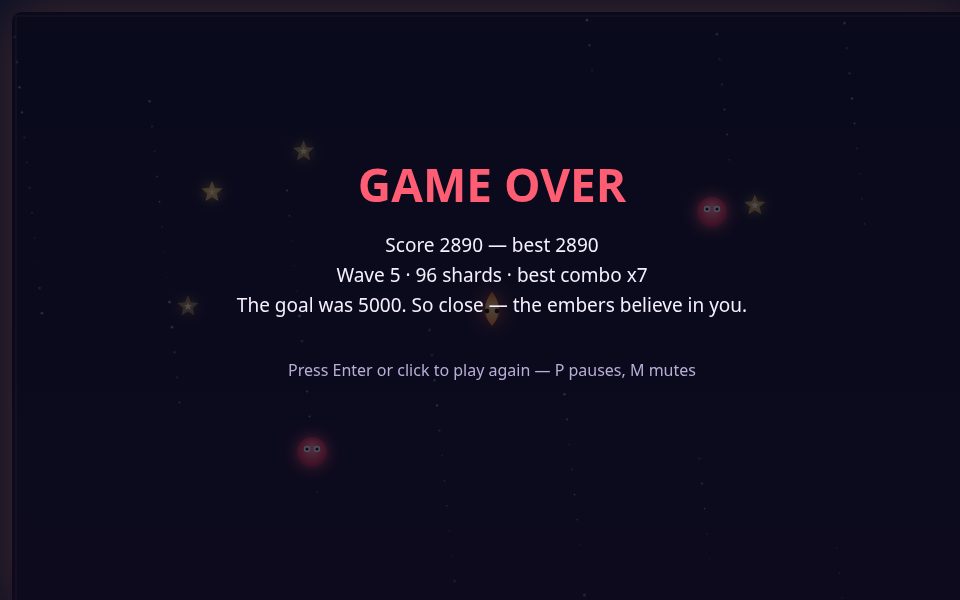 GAME OVER
Score 2890 — best 2890
Wave 5 · 96 shards · best combo x7
The goal was 5000. So close — the embers believe in you.
Press Enter or click to play again — P pauses, M mutes